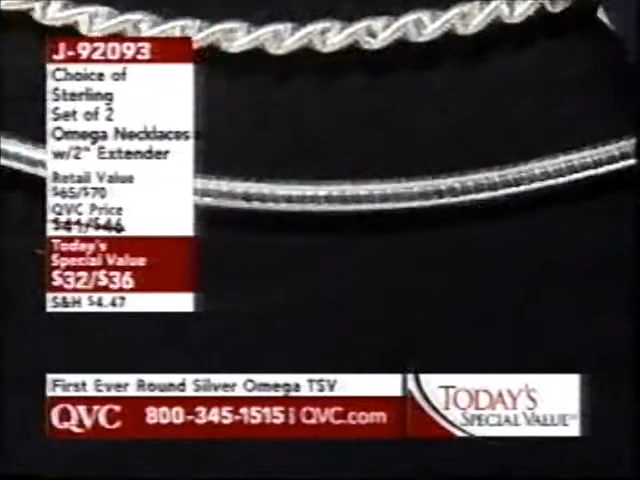 J-92093
Choice of
Sterling
Set of 2
Omega Necklaces
w/2" Extender
Retail Value
$65/$70
QVC Price
$41/$46
Today's
Special Value
$32/$36
S&H $4.47
First Ever Round Silver Omega TSV
QVC 800-345-1515 | QVC.com
TODAY'S
SPECIAL VALUE